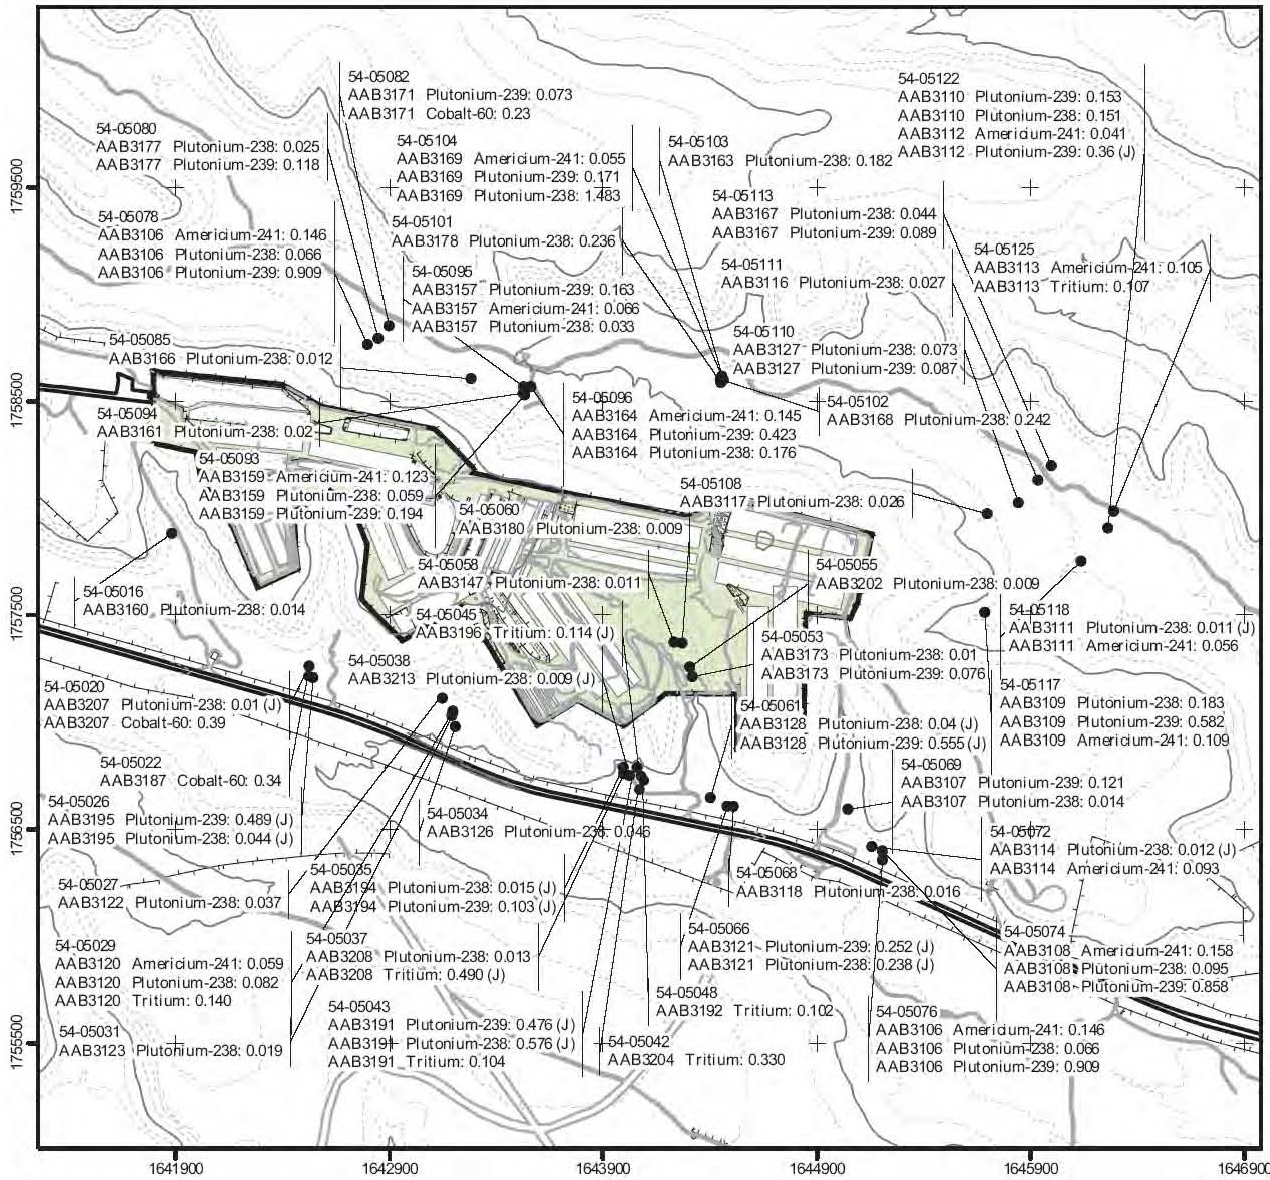 54-05082
AAB3171 Plutonium-239: 0.073
AAB3171 Cobalt-60: 0.23
54-05122
AAB3110 Plutonium-239: 0.153
AAB3110 Plutonium-238: 0.151
AAB3112 Americium-241: 0.041
AAB3112 Plutonium-239: 0.36 (J)
54-05080
AAB3177 Plutonium-238: 0.025
AAB3177 Plutonium-239: 0.118
54-05104
AAB3169 Americium-241: 0.055
AAB3169 Plutonium-239: 0.171
AAB3169 Plutonium-238: 1.483
54-05103
AAB3163 Plutonium-238: 0.182
54-05113
AAB3167 Plutonium-238: 0.044
AAB3167 Plutonium-239: 0.089
54-05078
AAB3106 Americium-241: 0.146
AAB3106 Plutonium-238: 0.066
AAB3106 Plutonium-239: 0.909
54-05101
AAB3178 Plutonium-238: 0.236
54-05125
AAB3113 Americium-241: 0.105
AAB3113 Tritium: 0.107
54-05111
AAB3116 Plutonium-238: 0.027
54-05095
AAB3157 Plutonium-239: 0.163
AAB3157 Americium-241: 0.066
AAB3157 Plutonium-238: 0.033
54-05110
AAB3127 Plutonium-238: 0.073
AAB3127 Plutonium-239: 0.087
54-05085
AAB3166 Plutonium-238: 0.012
54-05096
AAB3164 Americium-241: 0.145
AAB3164 Plutonium-239: 0.423
AAB3164 Plutonium-238: 0.176
54-05102
AAB3168 Plutonium-238: 0.242
54-05094
AAB3161 Plutonium-238: 0.02
54-05093
AAB3159 Americium-241: 0.123
AAB3159 Plutonium-238: 0.059
AAB3159 Plutonium-239: 0.194
54-05108
AAB3117 Plutonium-238: 0.026
54-05060
AAB3180 Plutonium-238: 0.009
54-05058
AAB3147 Plutonium-238: 0.011
54-05055
AAB3202 Plutonium-238: 0.009
54-05016
AAB3160 Plutonium-238: 0.014
54-05045
AAB3196 Tritium: 0.114 (J)
54-05118
AAB3111 Plutonium-238: 0.011 (J)
AAB3111 Americium-241: 0.056
54-05053
AAB3173 Plutonium-238: 0.01
AAB3173 Plutonium-239: 0.076
54-05038
AAB3213 Plutonium-238: 0.009 (J)
54-05020
AAB3207 Plutonium-238: 0.01 (J)
AAB3207 Cobalt-60: 0.39
54-05117
AAB3109 Plutonium-238: 0.183
AAB3109 Plutonium-239: 0.582
AAB3109 Americium-241: 0.109
54-05061
AAB3128 Plutonium-238: 0.04 (J)
AAB3128 Plutonium-239: 0.555 (J)
54-05022
AAB3187 Cobalt-60: 0.34
54-05069
AAB3107 Plutonium-239: 0.121
AAB3107 Plutonium-238: 0.014
54-05026
AAB3195 Plutonium-239: 0.489 (J)
AAB3195 Plutonium-238: 0.044 (J)
54-05034
AAB3126 Plutonium-238: 0.046
54-05072
AAB3114 Plutonium-238: 0.012 (J)
AAB3114 Americium-241: 0.093
54-05027
AAB3122 Plutonium-238: 0.037
54-05035
AAB3194 Plutonium-238: 0.015 (J)
AAB3194 Plutonium-239: 0.103 (J)
54-05068
AAB3118 Plutonium-238: 0.016
54-05029
AAB3120 Americium-241: 0.059
AAB3120 Plutonium-238: 0.082
AAB3120 Tritium: 0.140
54-05037
AAB3208 Plutonium-238: 0.013
AAB3208 Tritium: 0.490 (J)
54-05066
AAB3121 Plutonium-239: 0.252 (J)
AAB3121 Plutonium-238: 0.238 (J)
54-05074
AAB3108 Americium-241: 0.158
AAB3108 Plutonium-238: 0.095
AAB3108 Plutonium-239: 0.858
54-05048
AAB3192 Tritium: 0.102
54-05031
AAB3123 Plutonium-238: 0.019
54-05043
AAB3191 Plutonium-239: 0.476 (J)
AAB3191 Plutonium-238: 0.576 (J)
AAB3191 Tritium: 0.104
54-05042
AAB3204 Tritium: 0.330
54-05076
AAB3106 Americium-241: 0.146
AAB3106 Plutonium-238: 0.066
AAB3106 Plutonium-239: 0.909
1759500
1758500
1757500
1756500
1755500
1641900
1642900
1643900
1644900
1645900
1646900